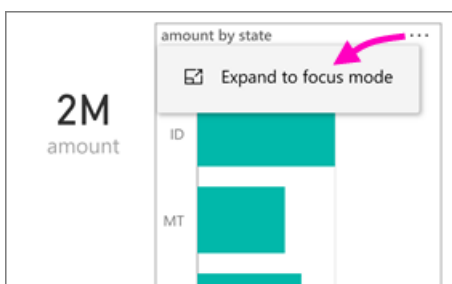 amount by state
Expand to focus mode
2M
amount
ID
MT